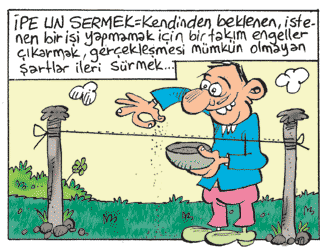 İPE UN SERMEK=Kendinden beklenen, iste-
nen bir işi yapmamak için bir takım engeller
çıkarmak, gerçekleşmesi mümkün olmayan
şartlar ileri sürmek...